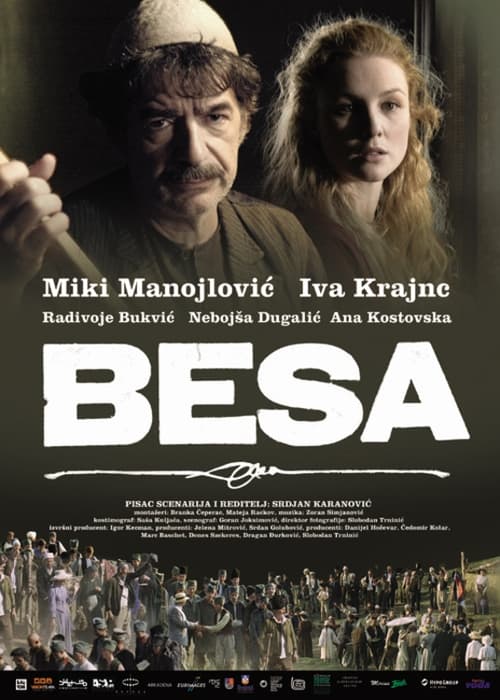 Miki Manojlović Iva Krajnc
Radivoje Bukvić Nebojša Dugalić Ana Kostovska
BESA
PISAC SCENARIJA I REDITELJ: SRDJAN KARANOVIĆ
montažeri: Branka Čeperac, Mateja Rackov, muzika: Zoran Simjanović
kostimograf: Saša Kuljača, scenograf: Goran Joksimović, direktor fotografije: Slobodan Trninić
izvršni producent: Igor Kecman, producenti: Jelena Mitrović, Srđan Golubović, producenti: Danijel Hočevar, Čedomir Kolar,
Marc Baschet, Denes Szekeres, Dragan Đurković, Slobodan Trninić
EURIMAGES